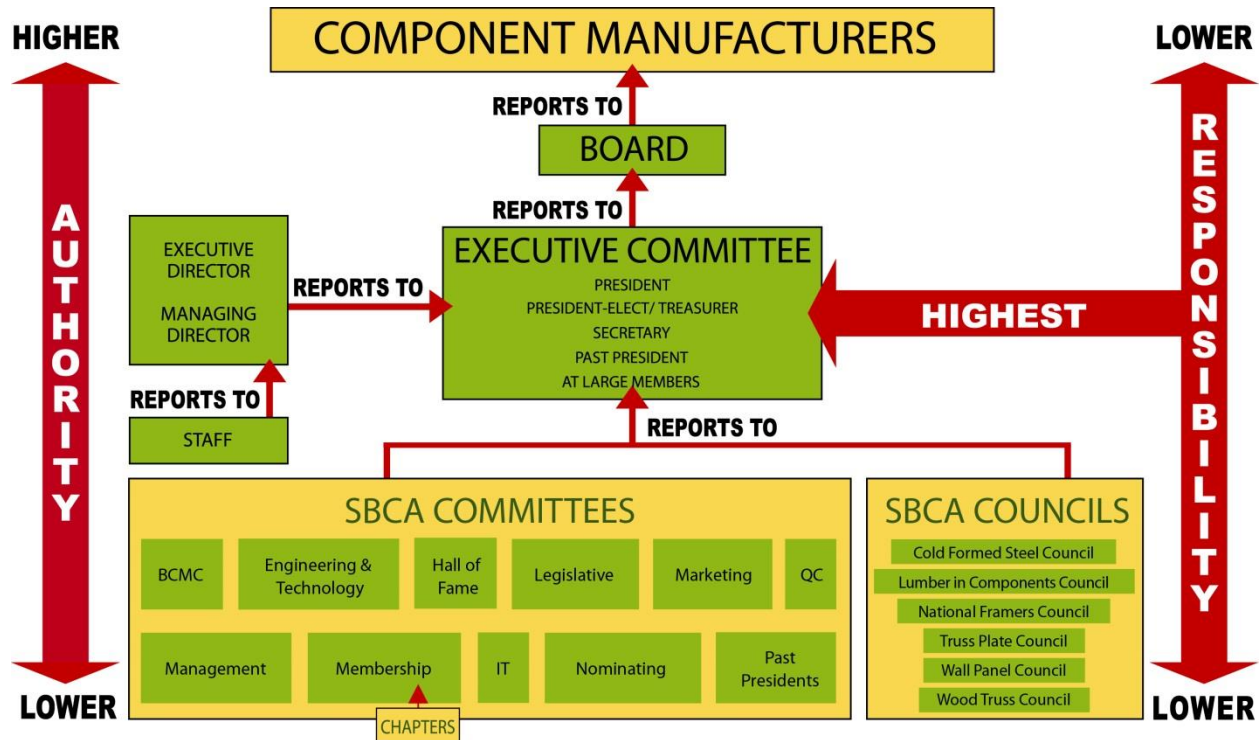 HIGHER
LOWER
COMPONENT MANUFACTURERS
REPORTS TO
BOARD
REPORTS TO
EXECUTIVE COMMITTEE
PRESIDENT
PRESIDENT-ELECT/ TREASURER
SECRETARY
PAST PRESIDENT
AT LARGE MEMBERS
EXECUTIVE
DIRECTOR
MANAGING
DIRECTOR
REPORTS TO
REPORTS TO
STAFF
HIGHEST
REPORTS TO
AUTHORITY
RESPONSIBILITY
SBCA COMMITTEES
BCMC
Engineering &
Technology
Hall of
Fame
Legislative
Marketing
QC
Management
Membership
IT
Nominating
Past
Presidents
CHAPTERS
SBCA COUNCILS
Cold Formed Steel Council
Lumber in Components Council
National Framers Council
Truss Plate Council
Wall Panel Council
Wood Truss Council
LOWER
LOWER